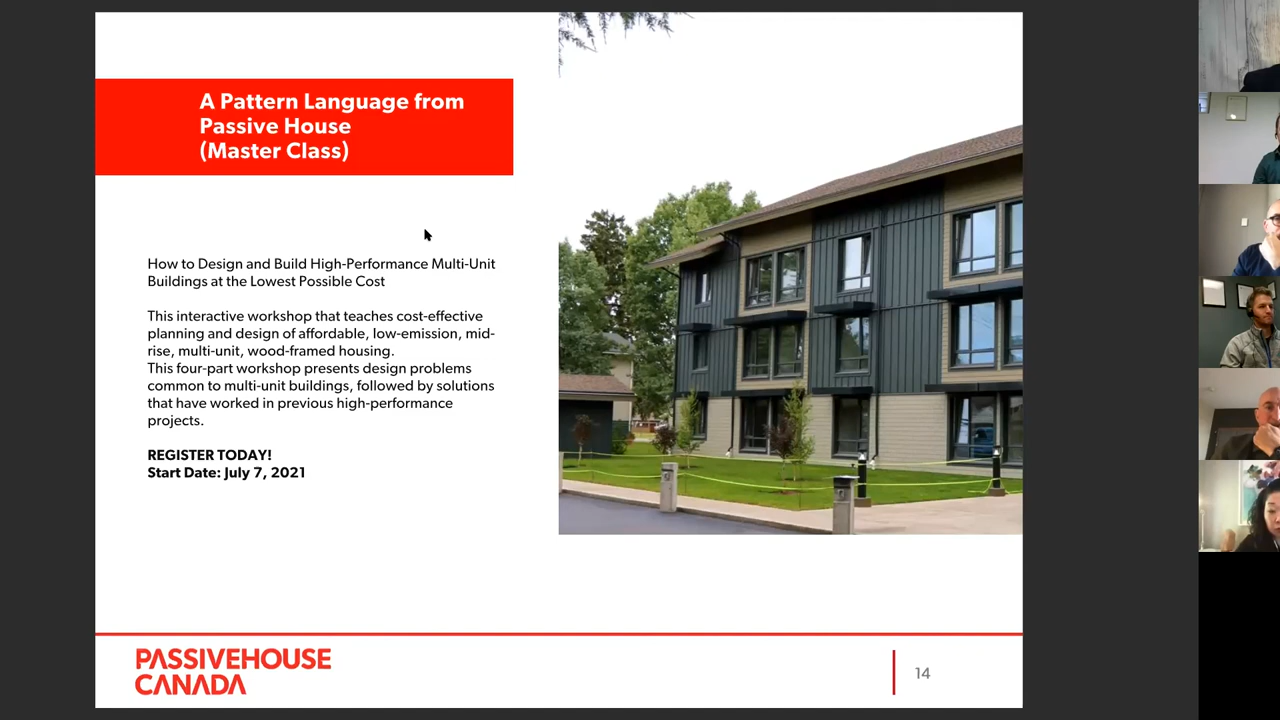 A Pattern Language from
Passive House
(Master Class)
How to Design and Build High-Performance Multi-Unit
Buildings at the Lowest Possible Cost
This interactive workshop that teaches cost-effective
planning and design of affordable, low-emission, mid-
rise, multi-unit, wood-framed housing.
This four-part workshop presents design problems
common to multi-unit buildings, followed by solutions
that have worked in previous high-performance
projects.
REGISTER TODAY!
Start Date: July 7, 2021
PASSIVEHOUSE
CANADA
14